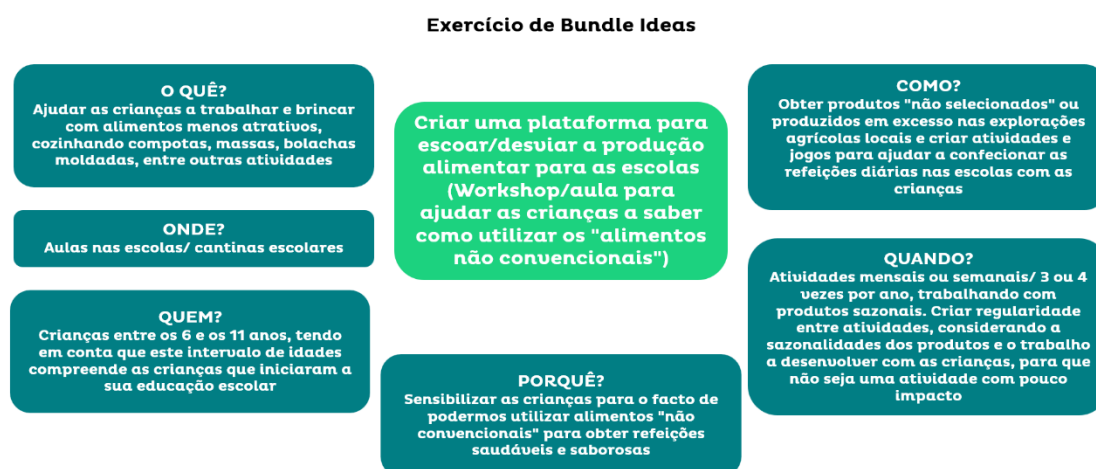 Exercício de Bundle Ideas
O QUÊ?
Ajudar as crianças a trabalhar e brincar
com alimentos menos atrativos,
cozinhando compotas, massas, bolachas
moldadas, entre outras atividades
ONDE?
Aulas nas escolas/ cantinas escolares
QUEM?
Crianças entre os 6 e os 11 anos, tendo
em conta que este intervalo de idades
compreende as crianças que iniciaram a
sua educação escolar
Criar uma plataforma para
escoar/desviar a produção
alimentar para as escolas
(Workshop/aula para
ajudar as crianças a saber
como utilizar os "alimentos
não convencionais")
PORQUÊ?
Sensibilizar as crianças para o facto de
podermos utilizar alimentos "não
convencionais" para obter refeições
saudáveis e saborosas
COMO?
Obter produtos "não selecionados" ou
produzidos em excesso nas explorações
agrícolas locais e criar atividades e
jogos para ajudar a confecionar as
refeições diárias nas escolas com as
crianças
QUANDO?
Atividades mensais ou semanais/ 3 ou 4
vezes por ano, trabalhando com
produtos sazonais. Criar regularidade
entre atividades, considerando a
sazonalidades dos produtos e o trabalho
a desenvolver com as crianças, para que
não seja uma atividade com pouco
impacto